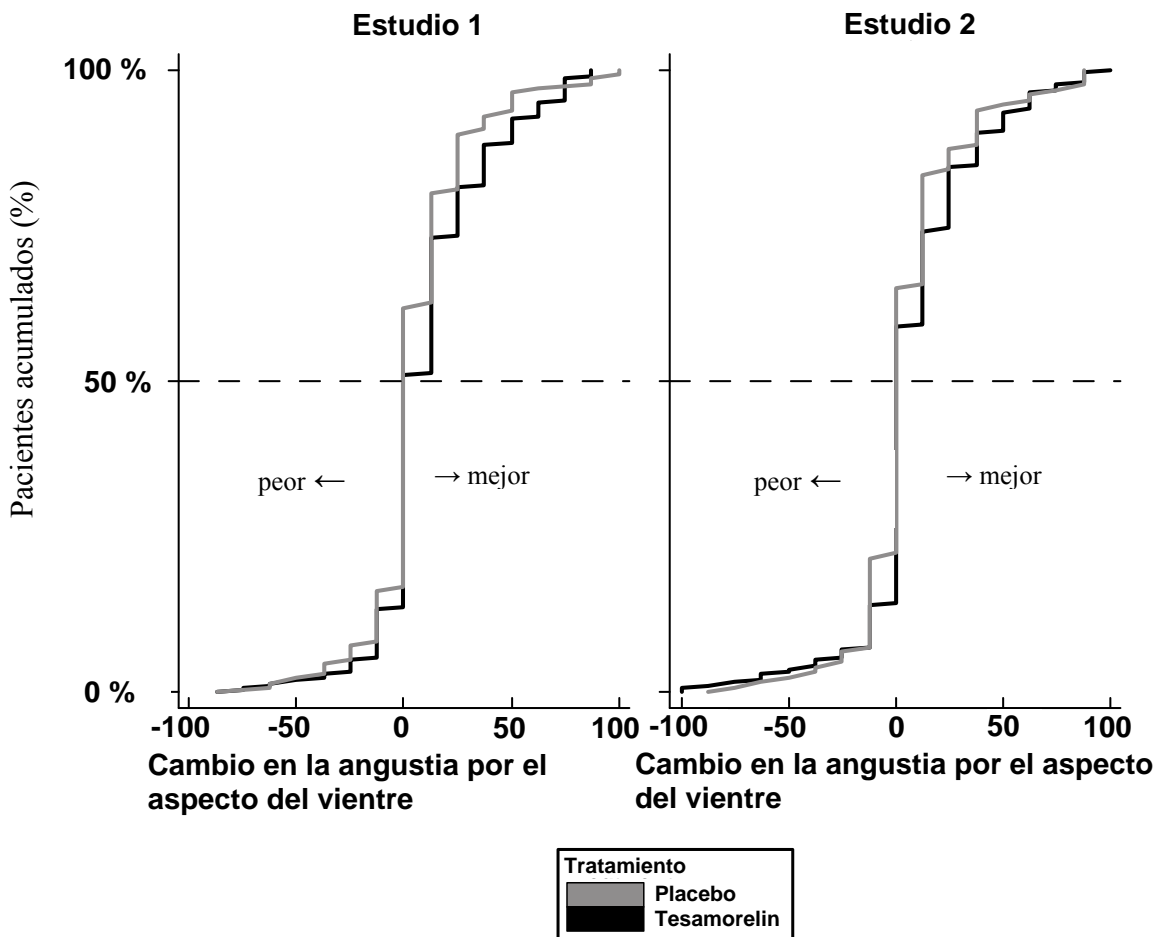 Estudio 1
Estudio 2
Pacientes acumulados (%)
100 %
50 %
0 %
peor ← → mejor
peor ← → mejor
-100 -50 0 50 100
-100 -50 0 50 100
Cambio en la angustia por el
aspecto del vientre
Cambio en la angustia por el aspecto
del vientre
Tratamiento
Placebo
Tesamorelin